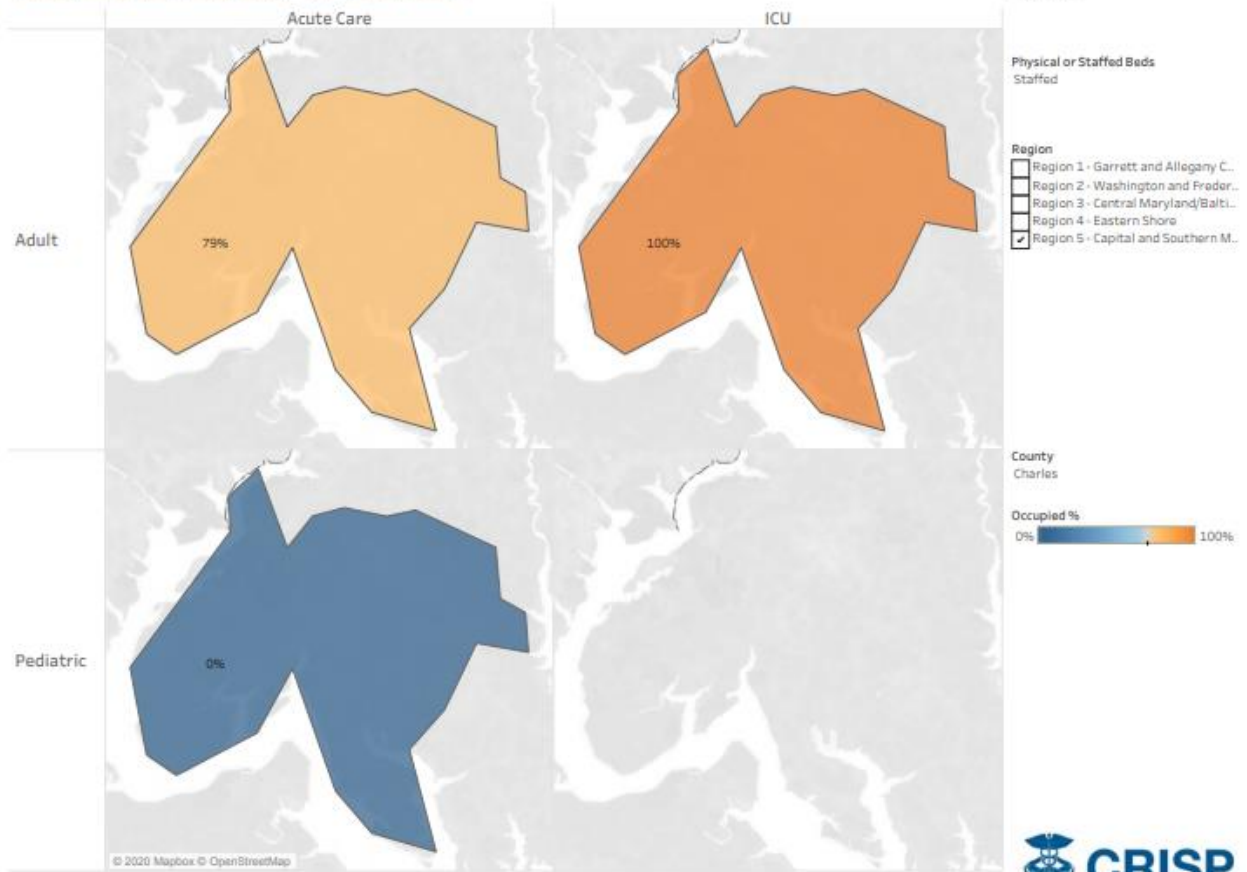 Acute Care
ICU
Physical or Staffed Beds
Staffed
Region
Region 1 - Garrett and Allegany C..
Region 2 - Washington and Freder..
Region 3 - Central Maryland/Balti..
Region 4 - Eastern Shore
Region 5 - Capital and Southern M..
Adult
79%
100%
County
Charles
Occupied %
0%
100%
Pediatric
0%
© 2020 Mapbox © OpenStreetMap
CRISP